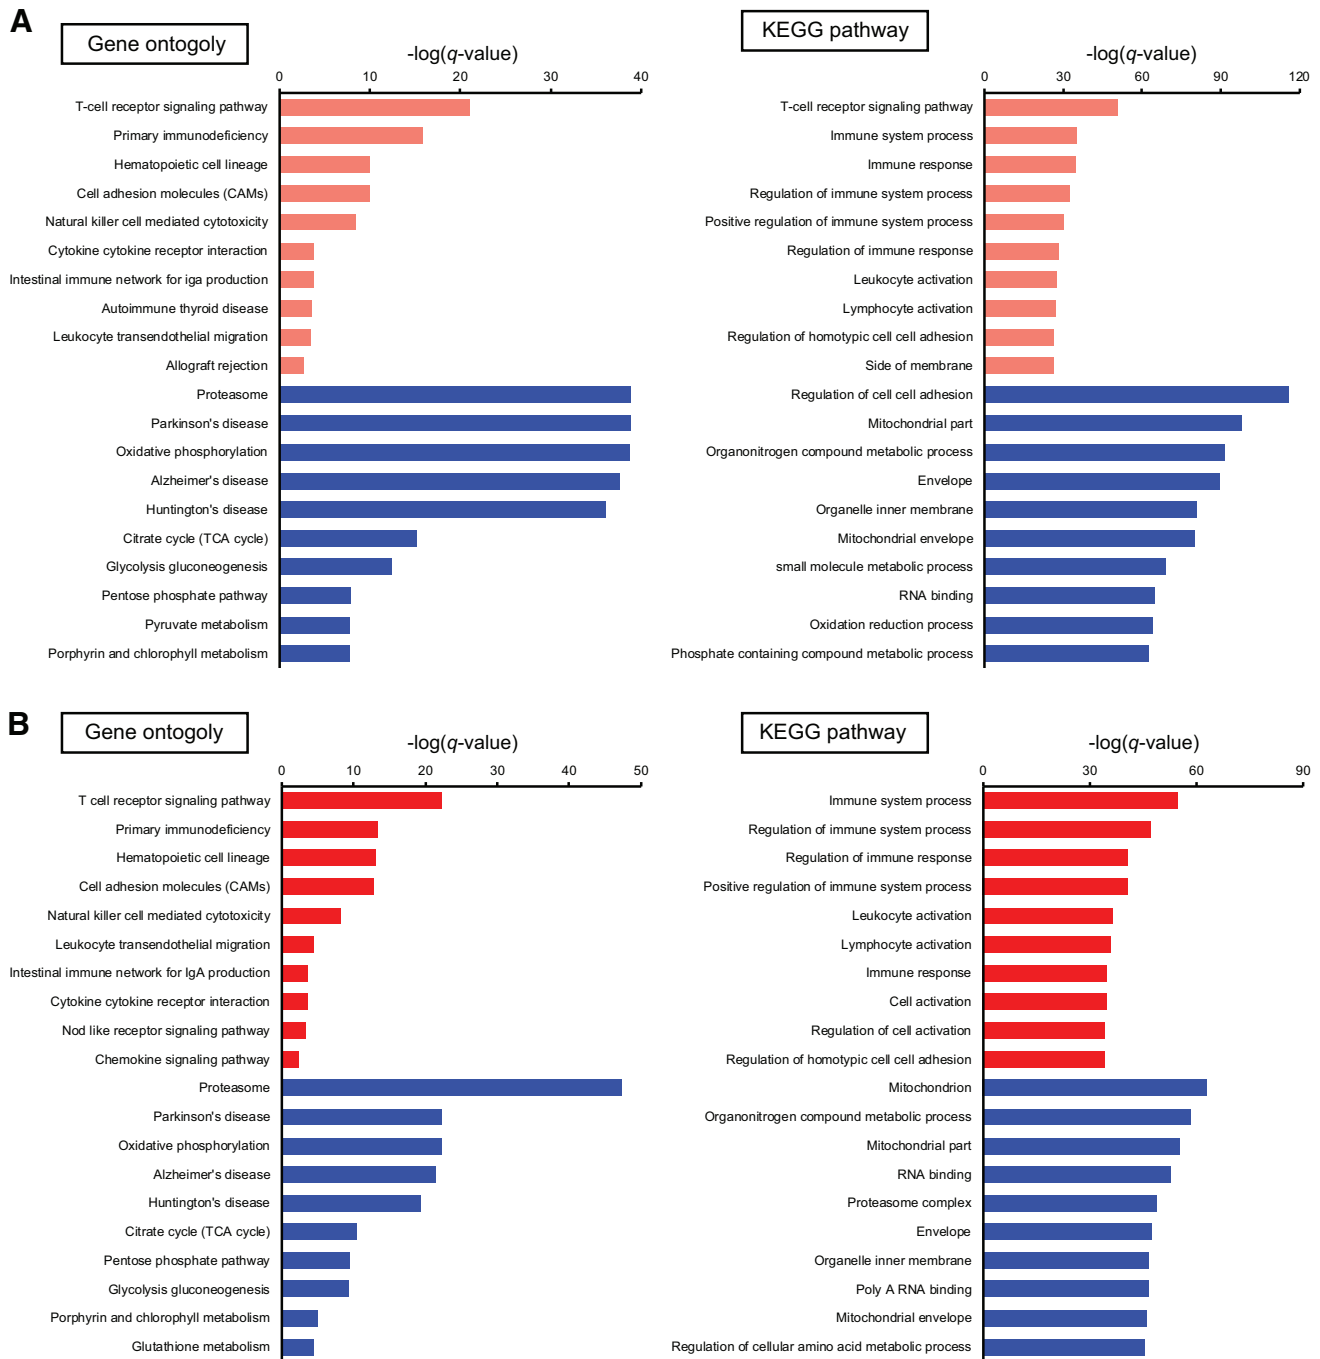 A
Gene ontogoly
-log(q-value)
0 10 20 30 40
T-cell receptor signaling pathway
Primary immunodeficiency
Hematopoietic cell lineage
Cell adhesion molecules (CAMs)
Natural killer cell mediated cytotoxicity
Cytokine cytokine receptor interaction
Intestinal immune network for iga production
Autoimmune thyroid disease
Leukocyte transendothelial migration
Allograft rejection
Proteasome
Parkinson's disease
Oxidative phosphorylation
Alzheimer's disease
Huntington's disease
Citrate cycle (TCA cycle)
Glycolysis gluconeogenesis
Pentose phosphate pathway
Pyruvate metabolism
Porphyrin and chlorophyll metabolism
KEGG pathway
-log(q-value)
0 30 60 90 120
T-cell receptor signaling pathway
Immune system process
Immune response
Regulation of immune system process
Positive regulation of immune system process
Regulation of immune response
Leukocyte activation
Lymphocyte activation
Regulation of homotypic cell cell adhesion
Side of membrane
Regulation of cell cell adhesion
Mitochondrial part
Organonitrogen compound metabolic process
Envelope
Organelle inner membrane
Mitochondrial envelope
small molecule metabolic process
RNA binding
Oxidation reduction process
Phosphate containing compound metabolic process
B
Gene ontogoly
-log(q-value)
0 10 20 30 40 50
T cell receptor signaling pathway
Primary immunodeficiency
Hematopoietic cell lineage
Cell adhesion molecules (CAMs)
Natural killer cell mediated cytotoxicity
Leukocyte transendothelial migration
Intestinal immune network for IgA production
Cytokine cytokine receptor interaction
Nod like receptor signaling pathway
Chemokine signaling pathway
Proteasome
Parkinson's disease
Oxidative phosphorylation
Alzheimer's disease
Huntington's disease
Citrate cycle (TCA cycle)
Pentose phosphate pathway
Glycolysis gluconeogenesis
Porphyrin and chlorophyll metabolism
Glutathione metabolism
KEGG pathway
-log(q-value)
0 30 60 90
Immune system process
Regulation of immune system process
Regulation of immune response
Positive regulation of immune system process
Leukocyte activation
Lymphocyte activation
Immune response
Cell activation
Regulation of cell activation
Regulation of homotypic cell cell adhesion
Mitochondrion
Organonitrogen compound metabolic process
Mitochondrial part
RNA binding
Proteasome complex
Envelope
Organelle inner membrane
Poly A RNA binding
Mitochondrial envelope
Regulation of cellular amino acid metabolic process